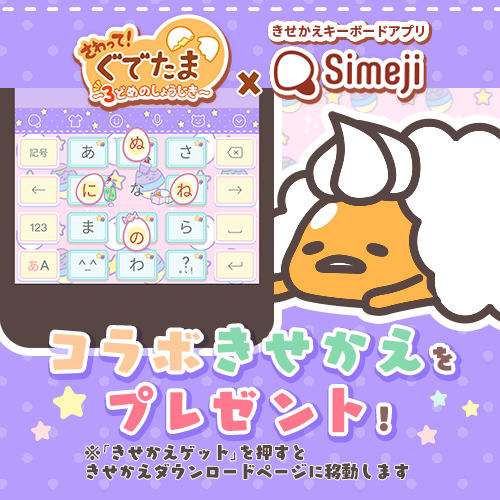 さわって!
ぐでたま
～3どめのしょうじき～
×
きせかえキーボードアプリ
Simeji
記号
あ
ぬ
さ
←
に
な
ね
→
123
ま
の
ら
あA
^_^
わ
?
コラボきせかえを
プレゼント!
※「きせかえゲット」を押すと
きせかえダウンロードページに移動します